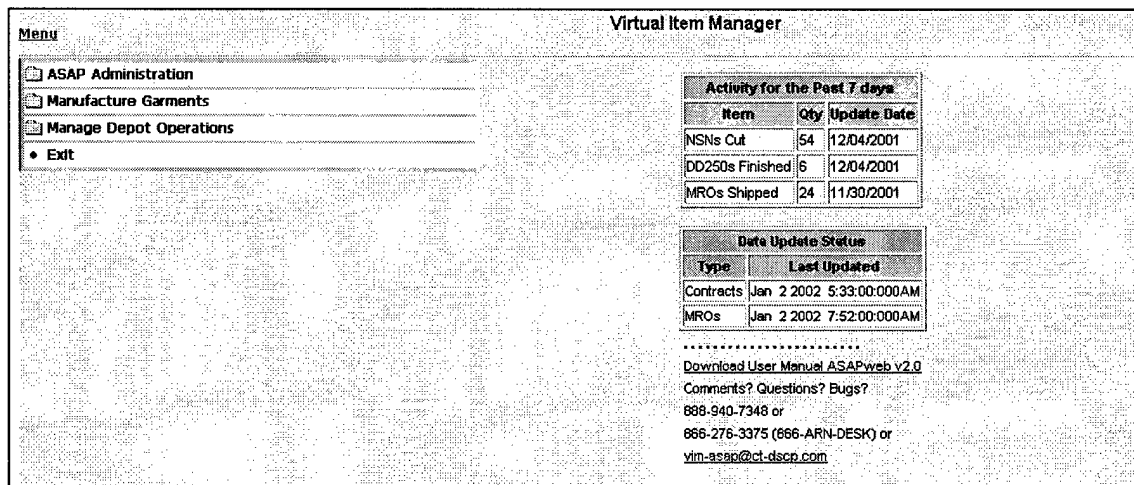 Virtual Item Manager
Menu
ASAP Administration
Manufacture Garments
Manage Depot Operations
Exit
Activity for the Past 7 days
Item Qty Update Date
NSNs Cut 54 12/04/2001
DD250s Finished 6 12/04/2001
MROs Shipped 24 11/30/2001
Data Update Status
Type Last Updated
Contracts Jan 2 2002 5:33:00:000AM
MROs Jan 2 2002 7:52:00:000AM
Download User Manual ASAPweb v2.0
Comments? Questions? Bugs?
888-940-7348 or
866-276-3375 (866-ARN-DESK) or
vim-asap@ct-dscp.com